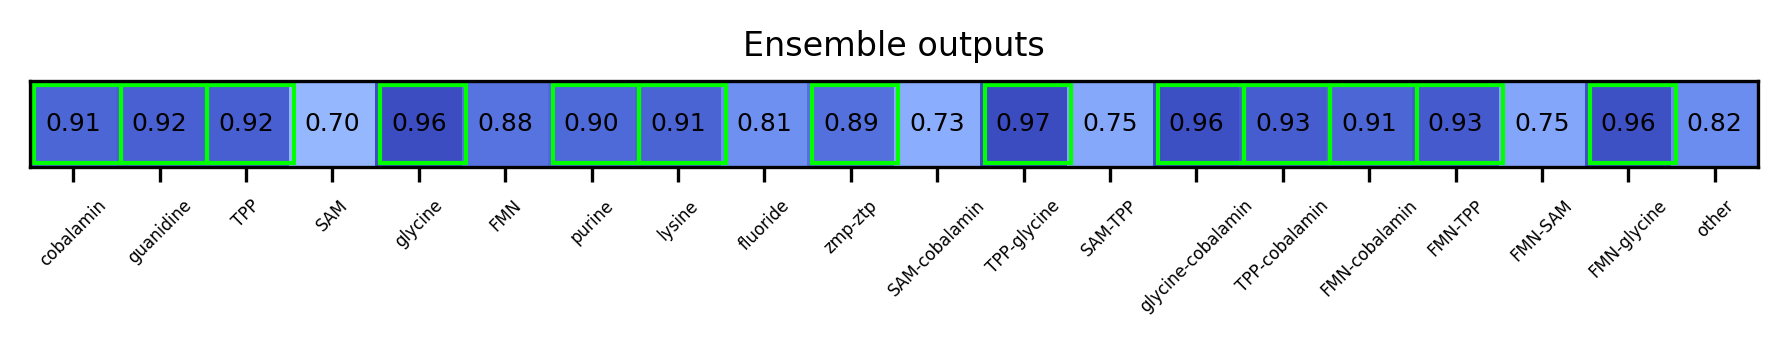 Ensemble outputs
0.91 0.92 0.92 0.70 0.96 0.88 0.90 0.91 0.81 0.89 0.73 0.97 0.75 0.96 0.93 0.91 0.93 0.75 0.96 0.82
cobalamin guanidine TPP SAM glycine FMN purine lysine fluoride zmp-ztp SAM-cobalamin TPP-glycine SAM-TPP glycine-cobalamin TPP-cobalamin FMN-cobalamin FMN-TPP FMN-SAM FMN-glycine other